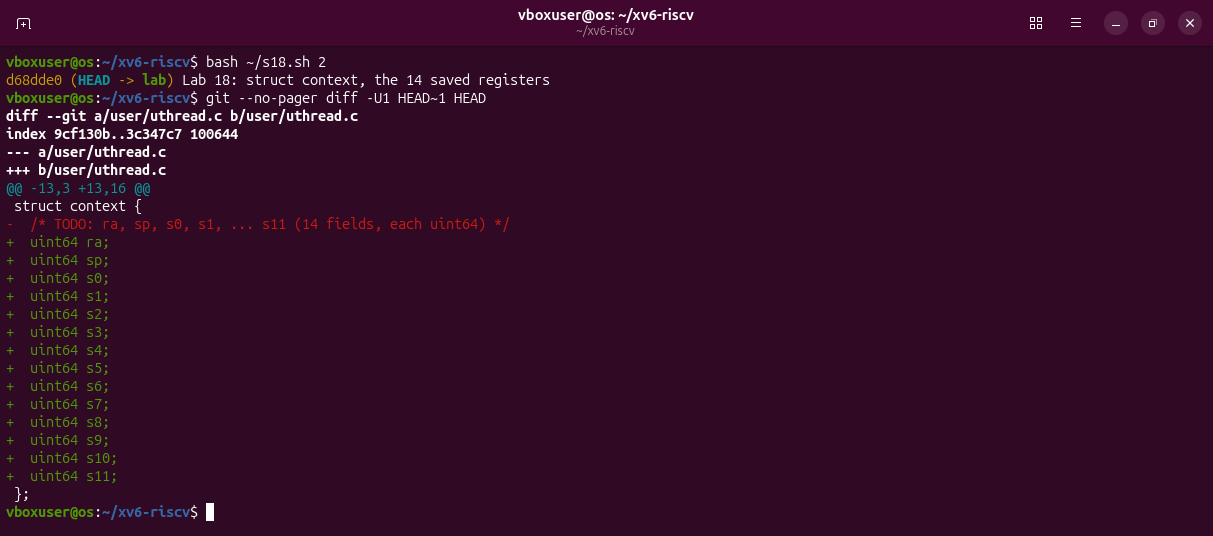 vboxuser@os: ~/xv6-riscv
~/xv6-riscv
vboxuser@os:~/xv6-riscv$ bash ~/s18.sh 2
d68dde0 (HEAD -> lab) Lab 18: struct context, the 14 saved registers
vboxuser@os:~/xv6-riscv$ git --no-pager diff -U1 HEAD~1 HEAD
diff --git a/user/uthread.c b/user/uthread.c
index 9cf130b..3c347c7 100644
--- a/user/uthread.c
+++ b/user/uthread.c
@@ -13,3 +13,16 @@
 struct context {
-  /* TODO: ra, sp, s0, s1, ... s11 (14 fields, each uint64) */
+  uint64 ra;
+  uint64 sp;
+  uint64 s0;
+  uint64 s1;
+  uint64 s2;
+  uint64 s3;
+  uint64 s4;
+  uint64 s5;
+  uint64 s6;
+  uint64 s7;
+  uint64 s8;
+  uint64 s9;
+  uint64 s10;
+  uint64 s11;
 };
vboxuser@os:~/xv6-riscv$